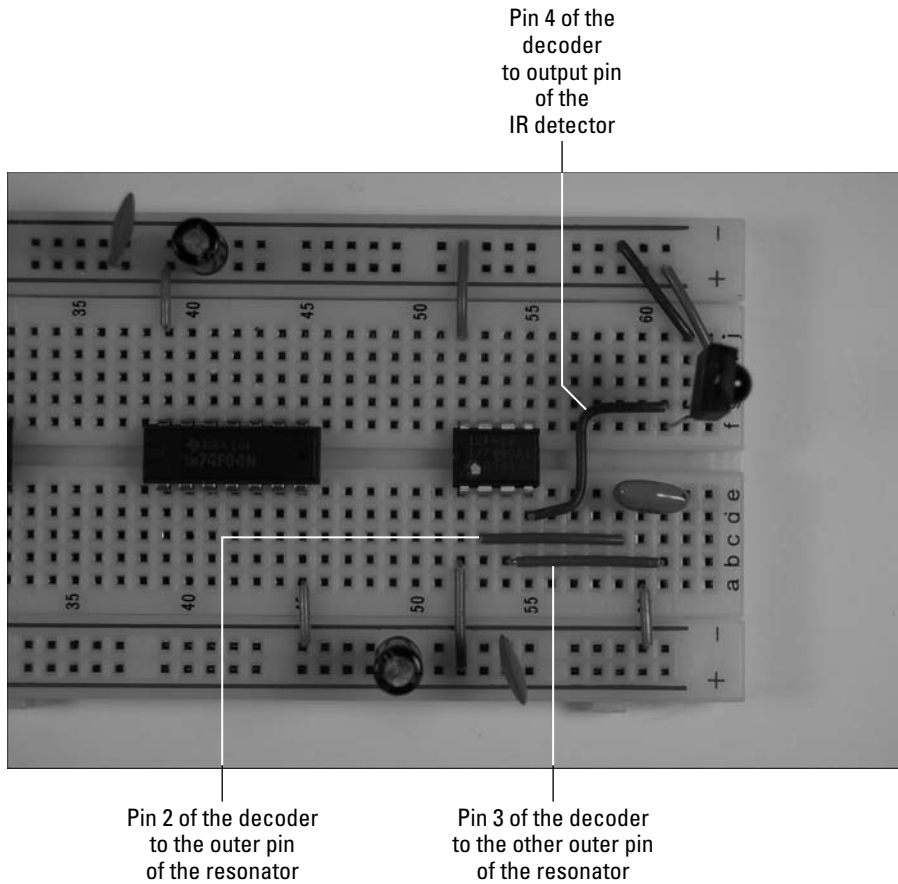 Pin 4 of the
decoder
to output pin
of the
IR detector
-
+
35
40
45
55
60
j
f
SN74F04N
e
d
c
b
a
35
40
50
55
-
+
Pin 2 of the decoder
to the outer pin
of the resonator
Pin 3 of the decoder
to the other outer pin
of the resonator